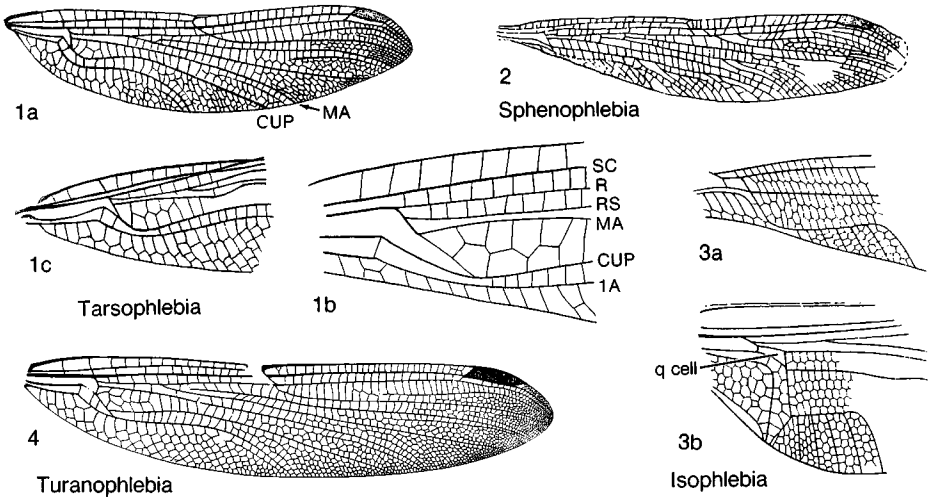 1a
CUP
MA
2
Sphenophlebia
1c
Tarsophlebia
1b
SC
R
RS
MA
CUP
1A
3a
4
Turanophlebia
q cell
3b
Isophlebia